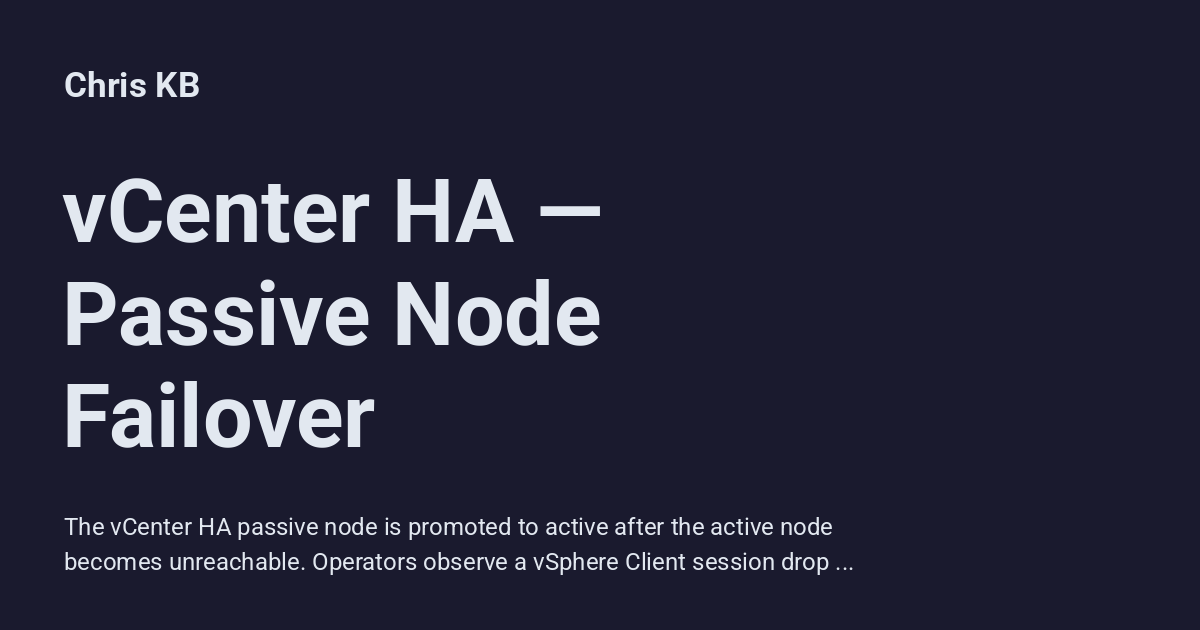 Chris KB
vCenter HA —
Passive Node
Failover
The vCenter HA passive node is promoted to active after the active node
becomes unreachable. Operators observe a vSphere Client session drop ...